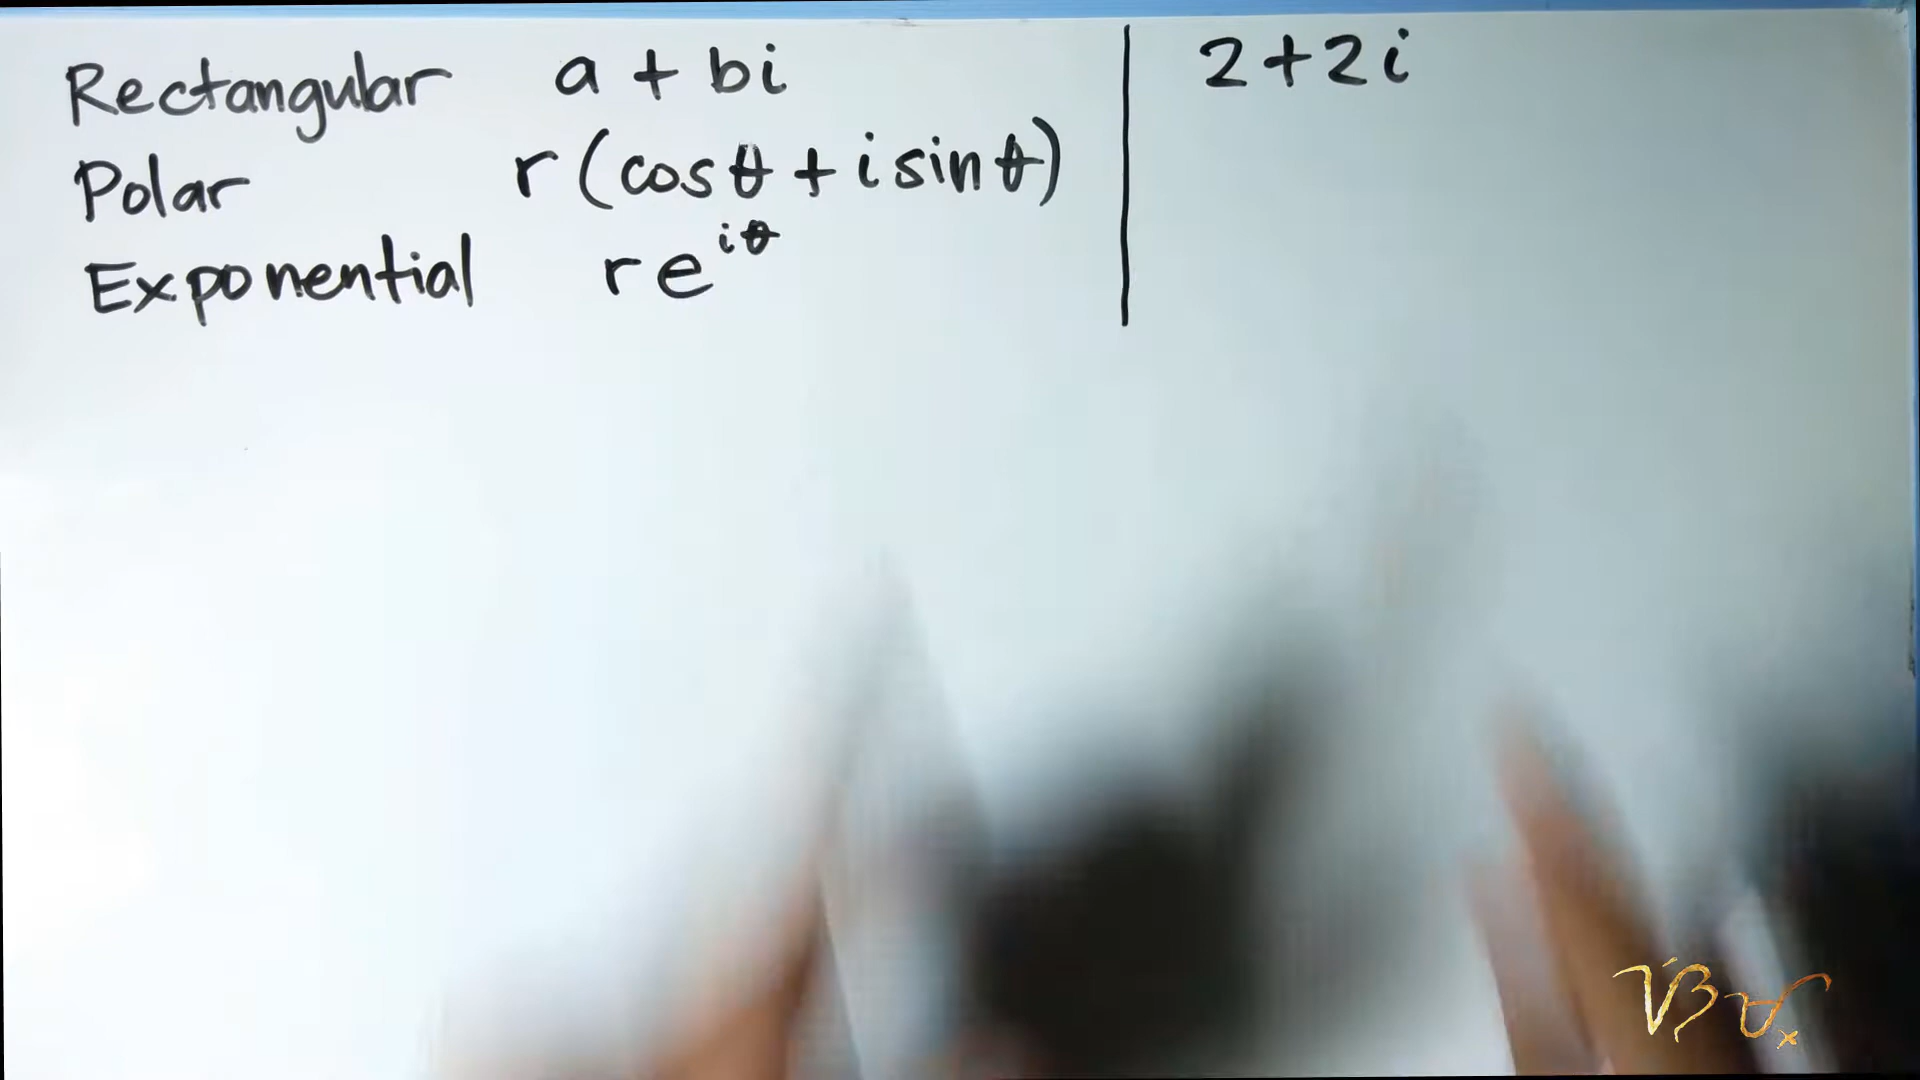 Rectangular a + bi 2+2i
Polar r (cosθ + i sinθ)
Exponential re^{iθ}